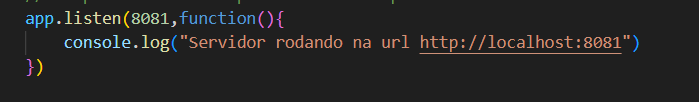 app.listen(8081,function(){
    console.log("Servidor rodando na url http://localhost:8081")
})